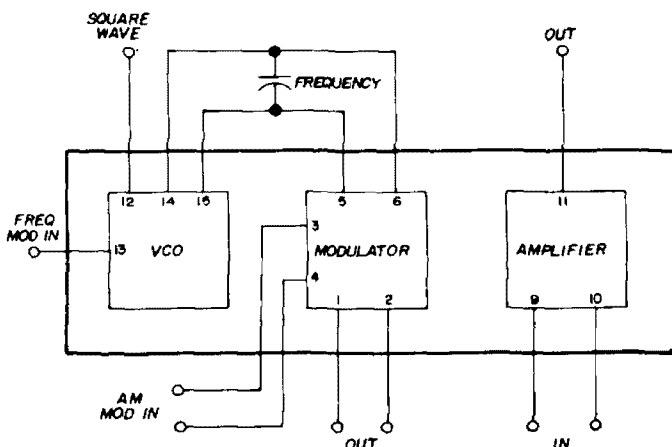 SQUARE
WAVE
OUT
FREQUENCY
12 14 15 5 6 11
FREQ
MOD IN
13 VCO
3
MODULATOR
4
AMPLIFIER
1 2 9 10
AM
MOD IN
OUT
IN